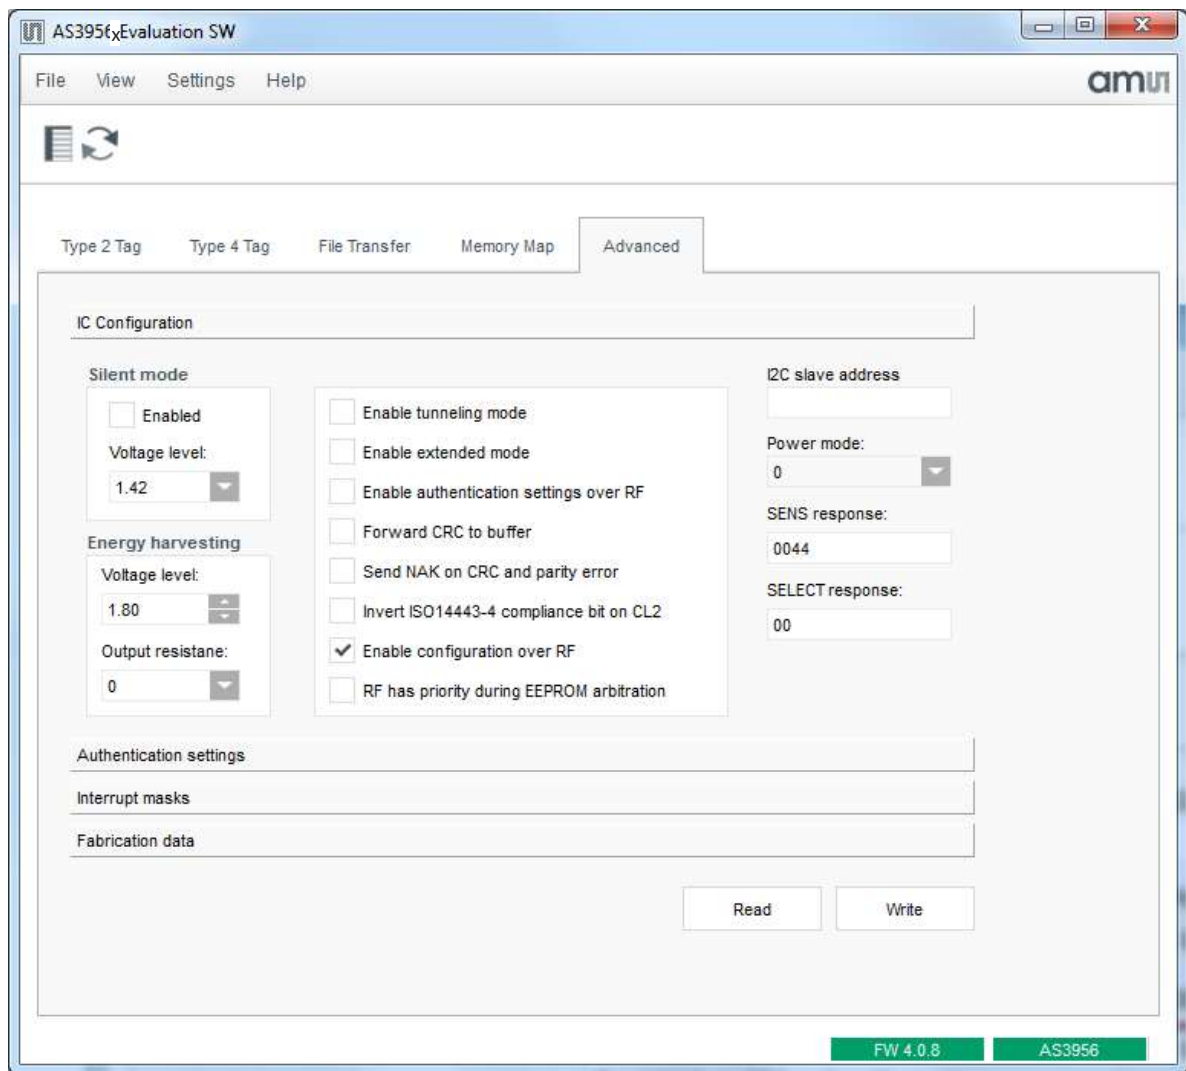 AS3956x Evaluation SW
File View Settings Help
am
Type 2 Tag Type 4 Tag File Transfer Memory Map Advanced
IC Configuration
Silent mode
Enabled
Voltage level:
1.42
Energy harvesting
Voltage level:
1.80
Output resistane:
0
Enable tunneling mode
Enable extended mode
Enable authentication settings over RF
Forward CRC to buffer
Send NAK on CRC and parity error
Invert ISO14443-4 compliance bit on CL2
Enable configuration over RF
RF has priority during EEPROM arbitration
I2C slave address
Power mode:
0
SENS response:
0044
SELECT response:
00
Authentication settings
Interrupt masks
Fabrication data
Read Write
FW 4.0.8 AS3956